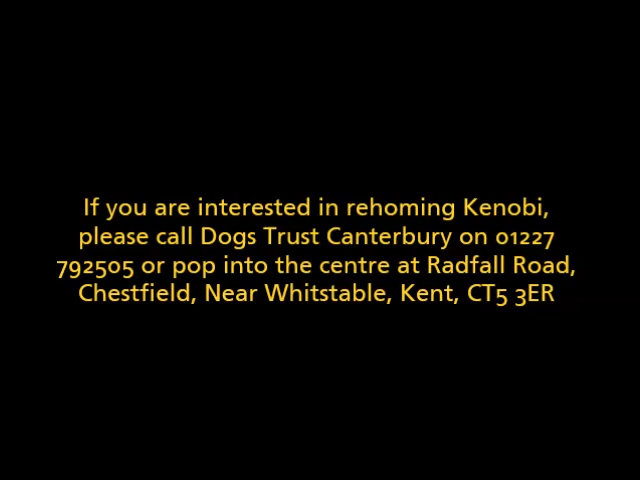 If you are interested in rehoming Kenobi,
please call Dogs Trust Canterbury on 01227
792505 or pop into the centre at Radfall Road,
Chestfield, Near Whitstable, Kent, CT5 3ER